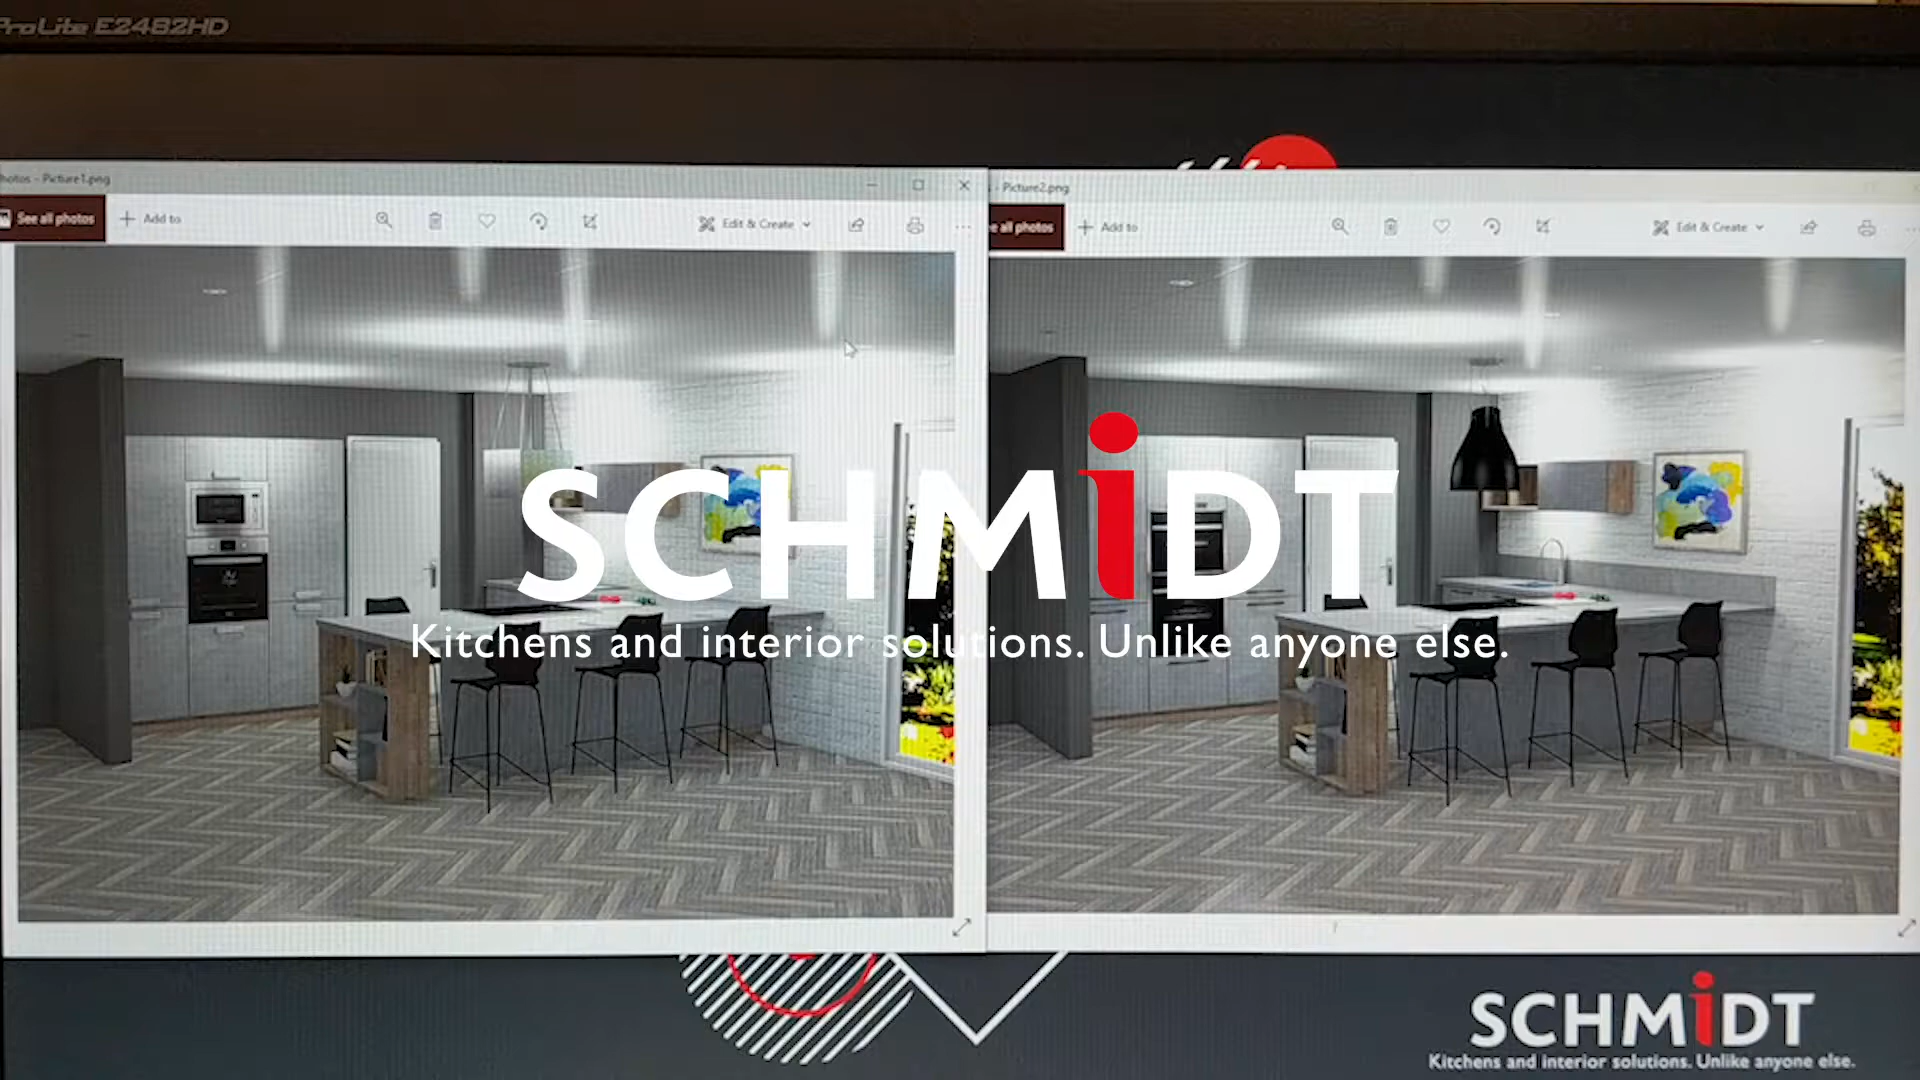 ProLite E2482HD
Photos - Picture1.png
See all photos
Add to
Edit & Create
- Picture2.png
all photos
Add to
Edit & Create
SCHMiDT
Kitchens and interior solutions. Unlike anyone else.
SCHMiDT
Kitchens and interior solutions. Unlike anyone else.